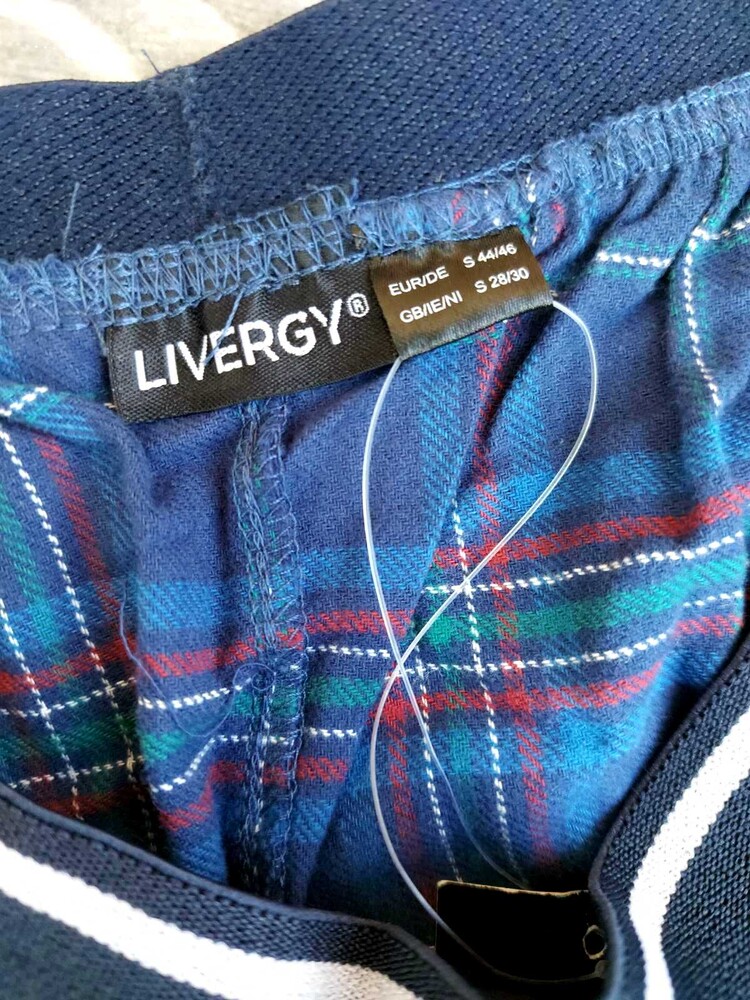 LIVERGY®
EUR/DE S 44/46
GB/IE/NI S 28/30